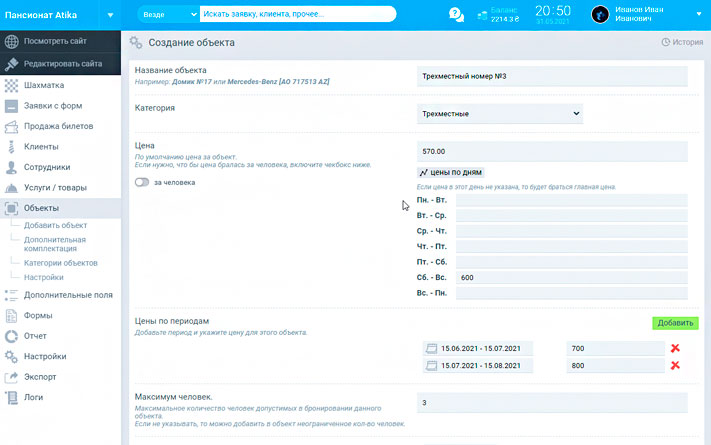 Пансионат Atika
Везде
Искать заявку, клиента, прочее...
Баланс
2214.3 ₴
20:50
31.05.2021
Иванов Иван
Иванович
Посмотреть сайт
Редактировать сайта
Шахматка
Заявки с форм
Продажа билетов
Клиенты
Сотрудники
Услуги / товары
Объекты
Добавить объект
Дополнительная
комплектация
Категории объектов
Настройки
Дополнительные поля
Формы
Отчет
Настройки
Экспорт
Логи
Создание объекта
История
Название объекта
Например: Домик №17 или Mercedes-Benz [AO 717513 AZ]
Трехместный номер №3
Категория
Трехместные
Цена
По умолчанию цена за объект.
Если нужно, что бы цена бралась за человека, включите чекбокс ниже.
за человека
570.00
цены по дням
Если цена в этот день не указана, то будет браться главная цена.
Пн. - Вт.
Вт. - Ср.
Ср. - Чт.
Чт. - Пт.
Пт. - Сб.
Сб. - Вс. 600
Вс. - Пн.
Цены по периодам
Добавьте период и укажите цену для этого объекта.
Добавить
15.06.2021 - 15.07.2021 700
15.07.2021 - 15.08.2021 800
Максимум человек.
Максимальное количество человек допустимых в бронировании данного
объекта.
Если не указывать, то можно добавить в объект неограниченное кол-во человек.
3